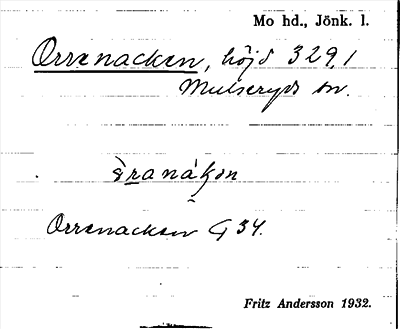 Mo hd., Jönk. l.
Orrenacken, höjd 329,1
Mulseryds sn.
Orrenacken G 34.
Fritz Andersson 1932.